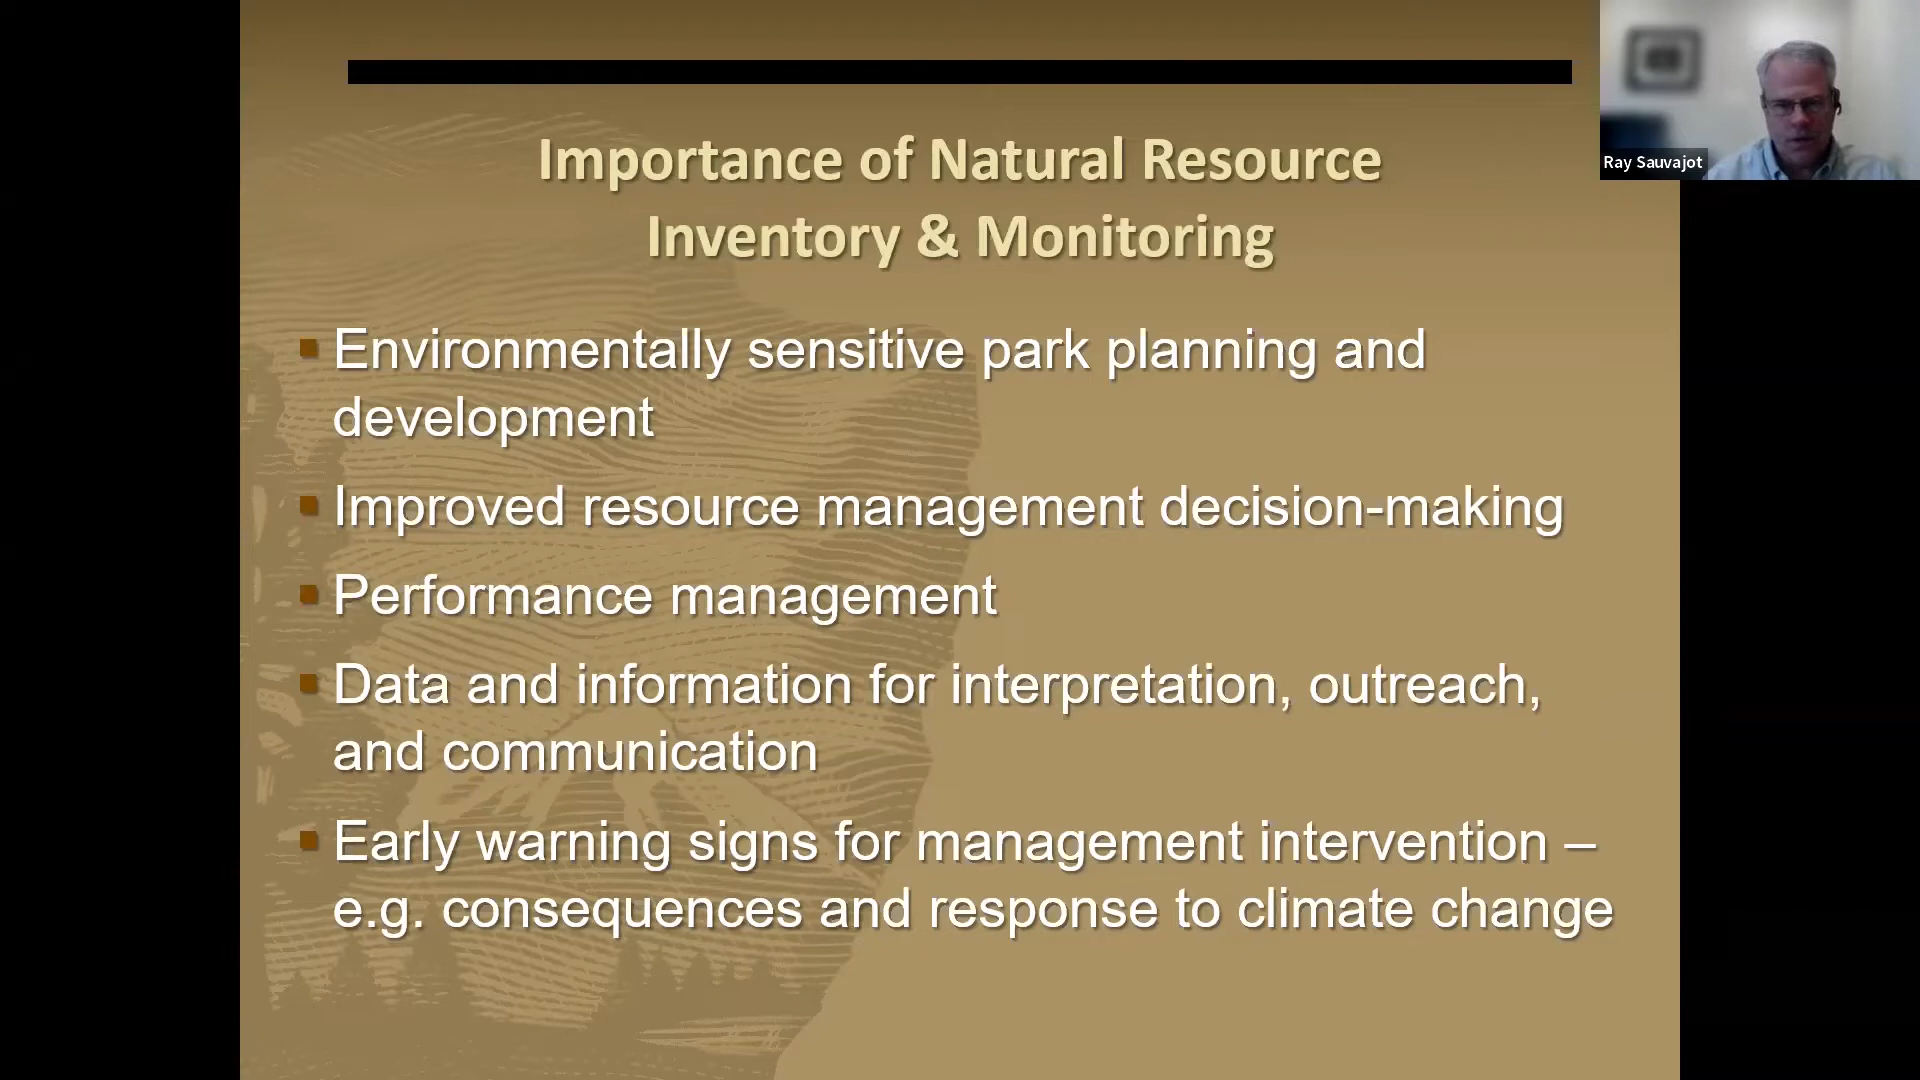 Importance of Natural Resource
Inventory & Monitoring
Ray Sauvajot
Environmentally sensitive park planning and
development
Improved resource management decision-making
Performance management
Data and information for interpretation, outreach,
and communication
Early warning signs for management intervention –
e.g. consequences and response to climate change